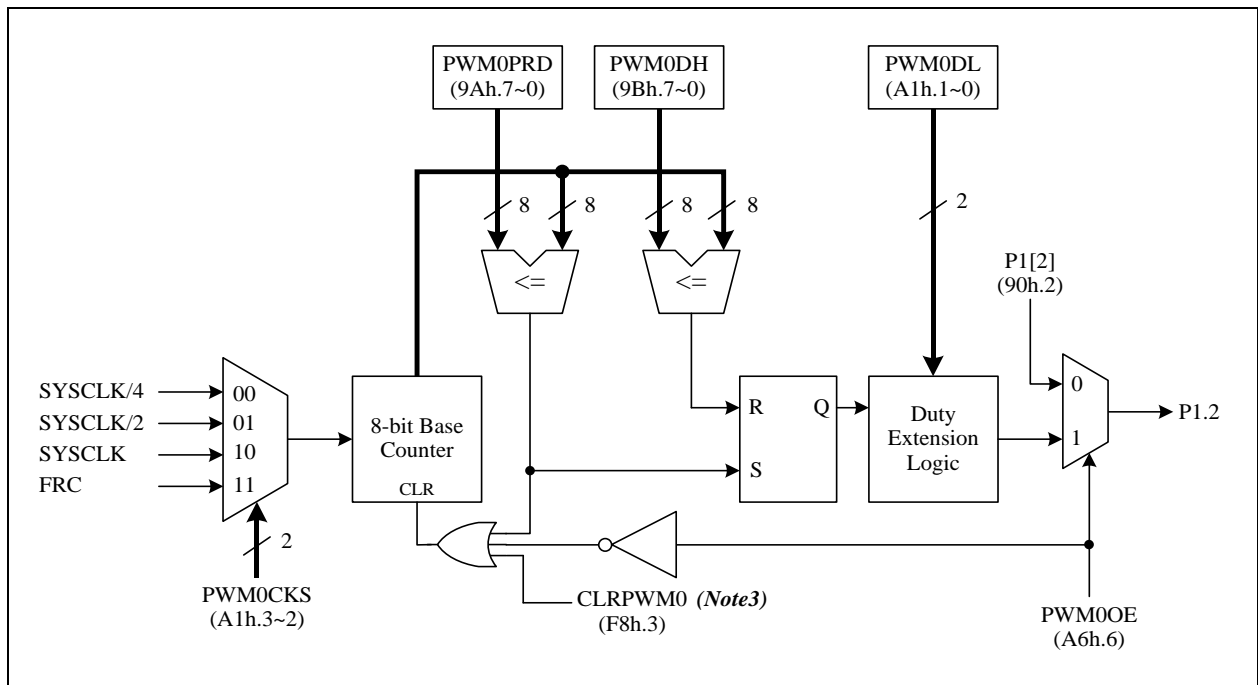 PWM0PRD
(9Ah.7~0)
PWM0DH
(9Bh.7~0)
PWM0DL
(A1h.1~0)
8
8
8
8
2
<=
<=
P1[2]
(90h.2)
SYSCLK/4
SYSCLK/2
SYSCLK
FRC
00
01
10
11
8-bit Base
Counter
CLR
R
Q
S
Duty
Extension
Logic
0
1
P1.2
2
PWM0CKS
(A1h.3~2)
CLRPWM0 (Note3)
(F8h.3)
PWM0OE
(A6h.6)